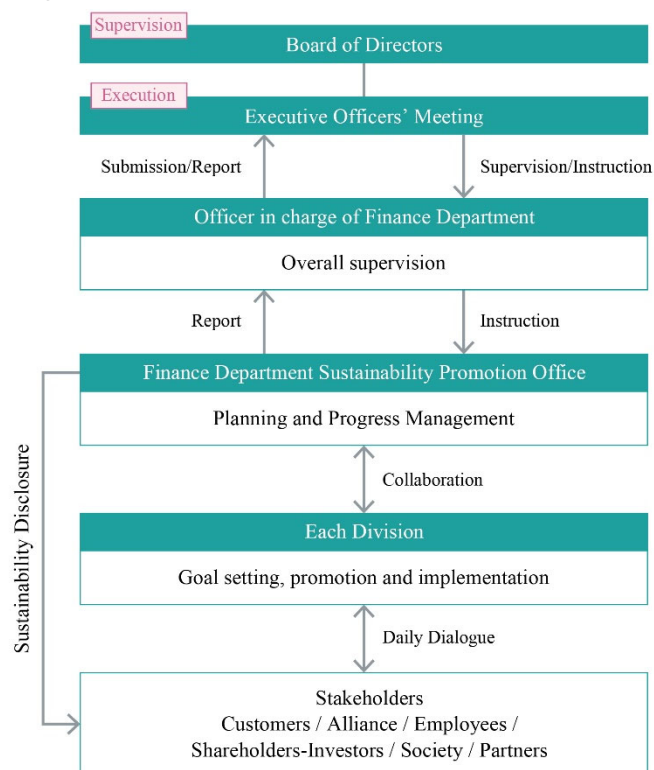 Supervision
Board of Directors
Execution
Executive Officers’ Meeting
Submission/Report
Supervision/Instruction
Officer in charge of Finance Department
Overall supervision
Report
Instruction
Finance Department Sustainability Promotion Office
Planning and Progress Management
Collaboration
Each Division
Goal setting, promotion and implementation
Daily Dialogue
Sustainability Disclosure
Stakeholders
Customers / Alliance / Employees /
Shareholders-Investors / Society / Partners